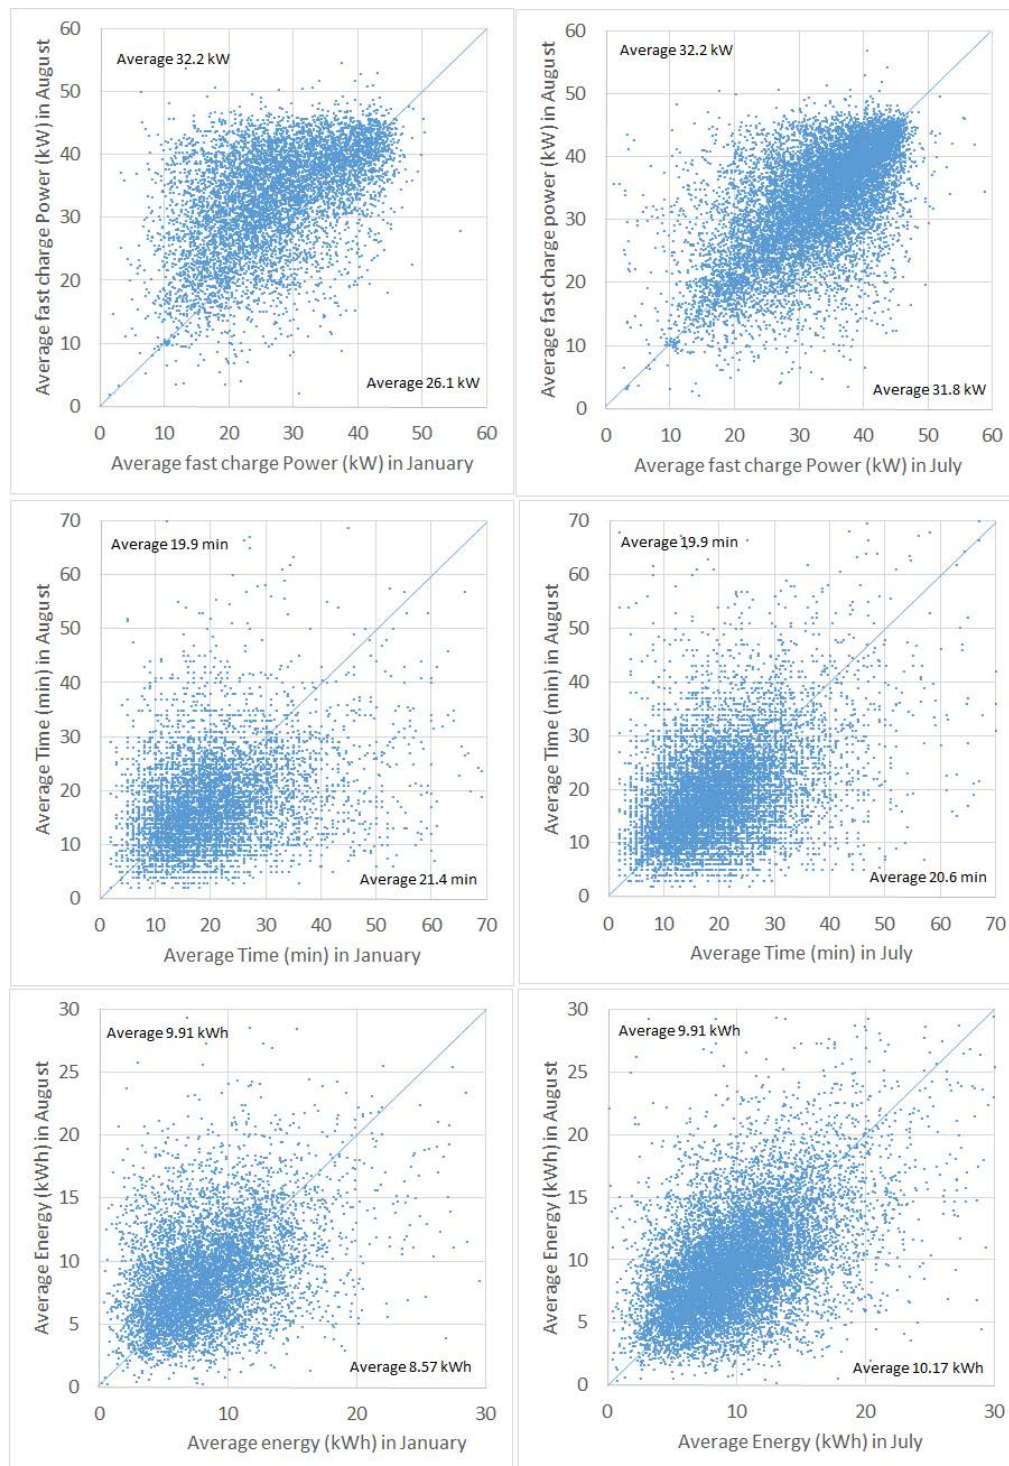 60
Average 32.2 kW
50
40
30
20
10
0
Average 26.1 kW
0 10 20 30 40 50 60
Average fast charge Power (kW) in January
Average fast charge Power (kW) in August
60
Average 32.2 kW
50
40
30
20
10
0
Average 31.8 kW
0 10 20 30 40 50 60
Average fast charge Power (kW) in July
Average fast charge power (kW) in August
70
Average 19.9 min
60
50
40
30
20
10
0
Average 21.4 min
0 10 20 30 40 50 60 70
Average Time (min) in January
Average Time (min) in August
70
Average 19.9 min
60
50
40
30
20
10
0
Average 20.6 min
0 10 20 30 40 50 60 70
Average Time (min) in July
Average Time (min) in August
30
Average 9.91 kWh
25
20
15
10
5
0
Average 8.57 kWh
0 10 20 30
Average energy (kWh) in January
Average Energy (kWh) in August
30
Average 9.91 kWh
25
20
15
10
5
0
Average 10.17 kWh
0 10 20 30
Average Energy (kWh) in July
Average Energy (kWh) in August